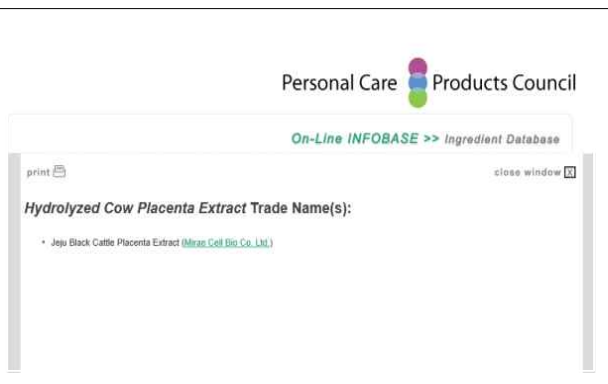 Personal Care Products Council
On-Line INFOBASE >> Ingredient Database
print close window X
Hydrolyzed Cow Placenta Extract Trade Name(s):
• Jeju Black Cattle Placenta Extract (Mirae Cell Bio Co. Ltd.)